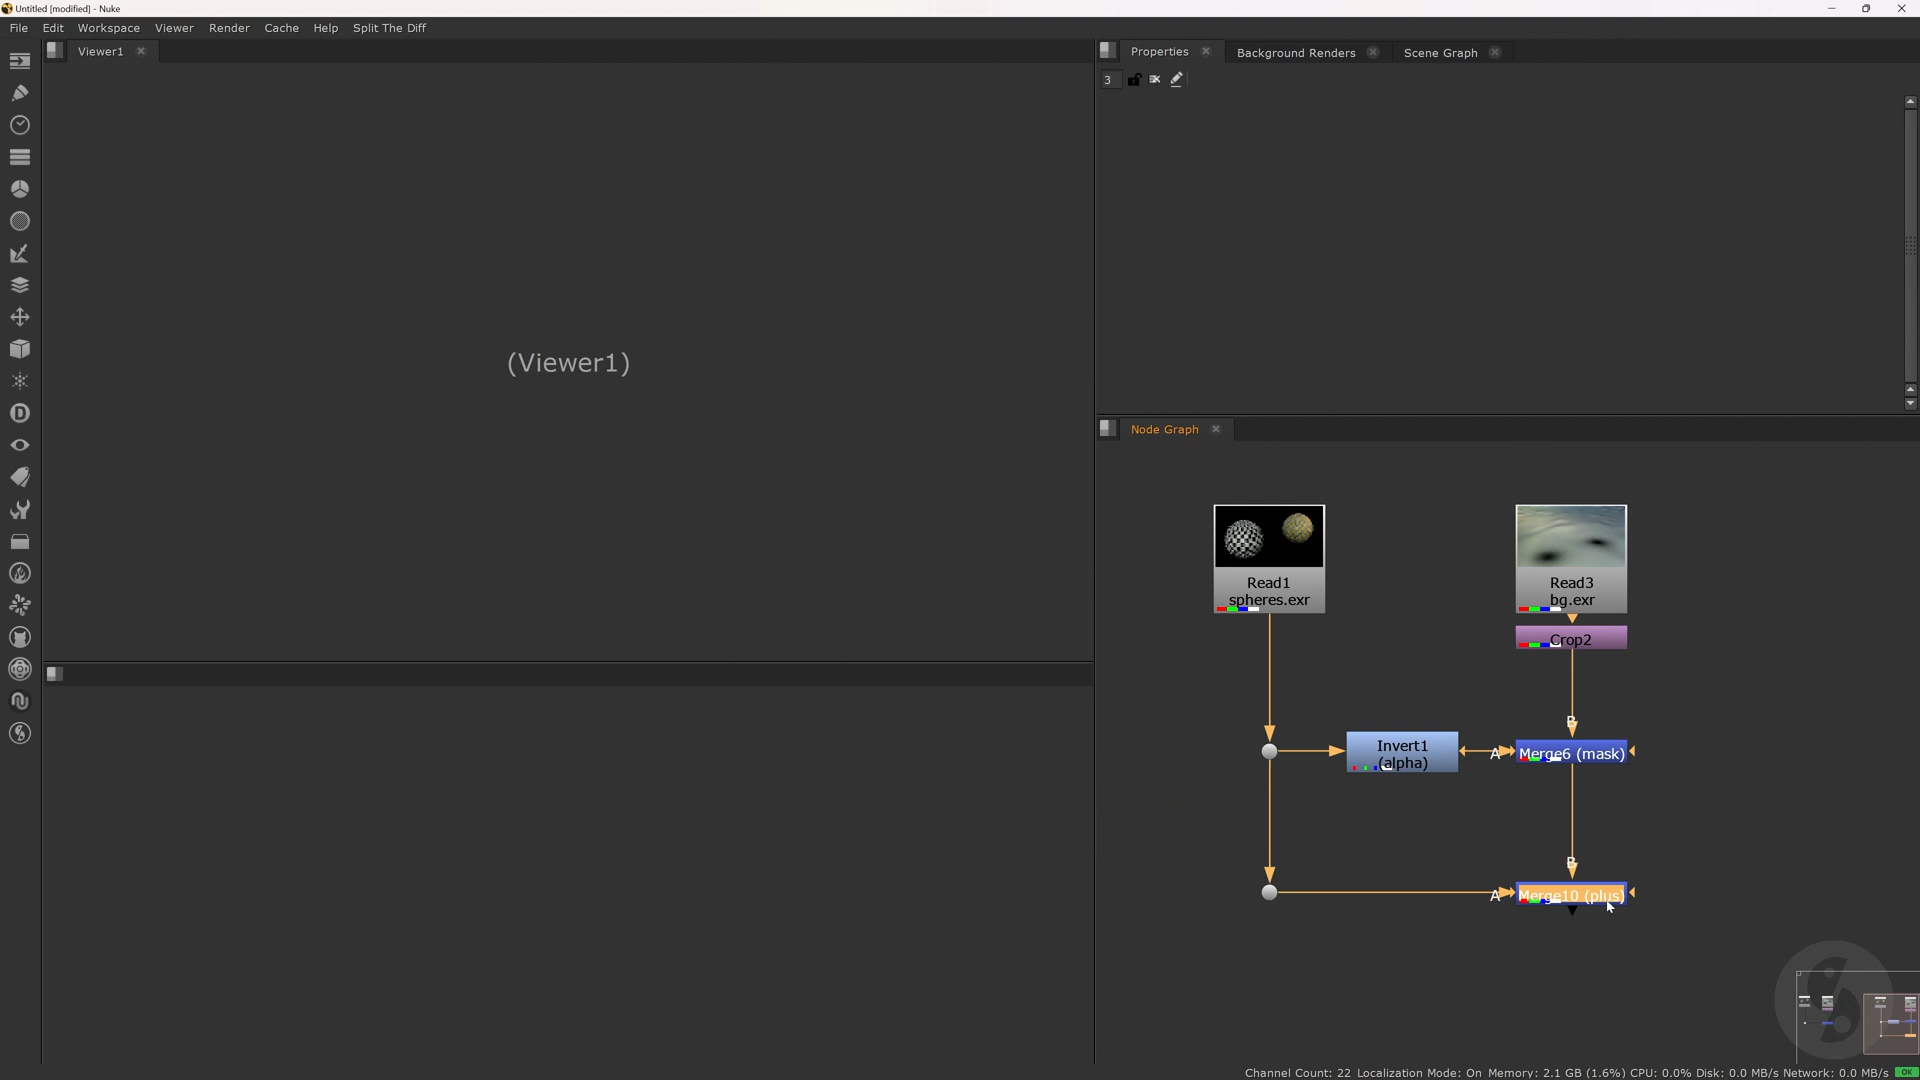 Untitled [modified] - Nuke
File Edit Workspace Viewer Render Cache Help Split The Diff
Viewer1
Properties Background Renders Scene Graph
3
(Viewer1)
Node Graph
Read1
spheres.exr
Read3
bg.exr
Crop2
B
Invert1
(alpha)
A
Merge6 (mask)
B
A
Merge10 (plus)
Channel Count: 22 Localization Mode: On Memory: 2.1 GB (1.6%) CPU: 0.0% Disk: 0.0 MB/s Network: 0.0 MB/s OK